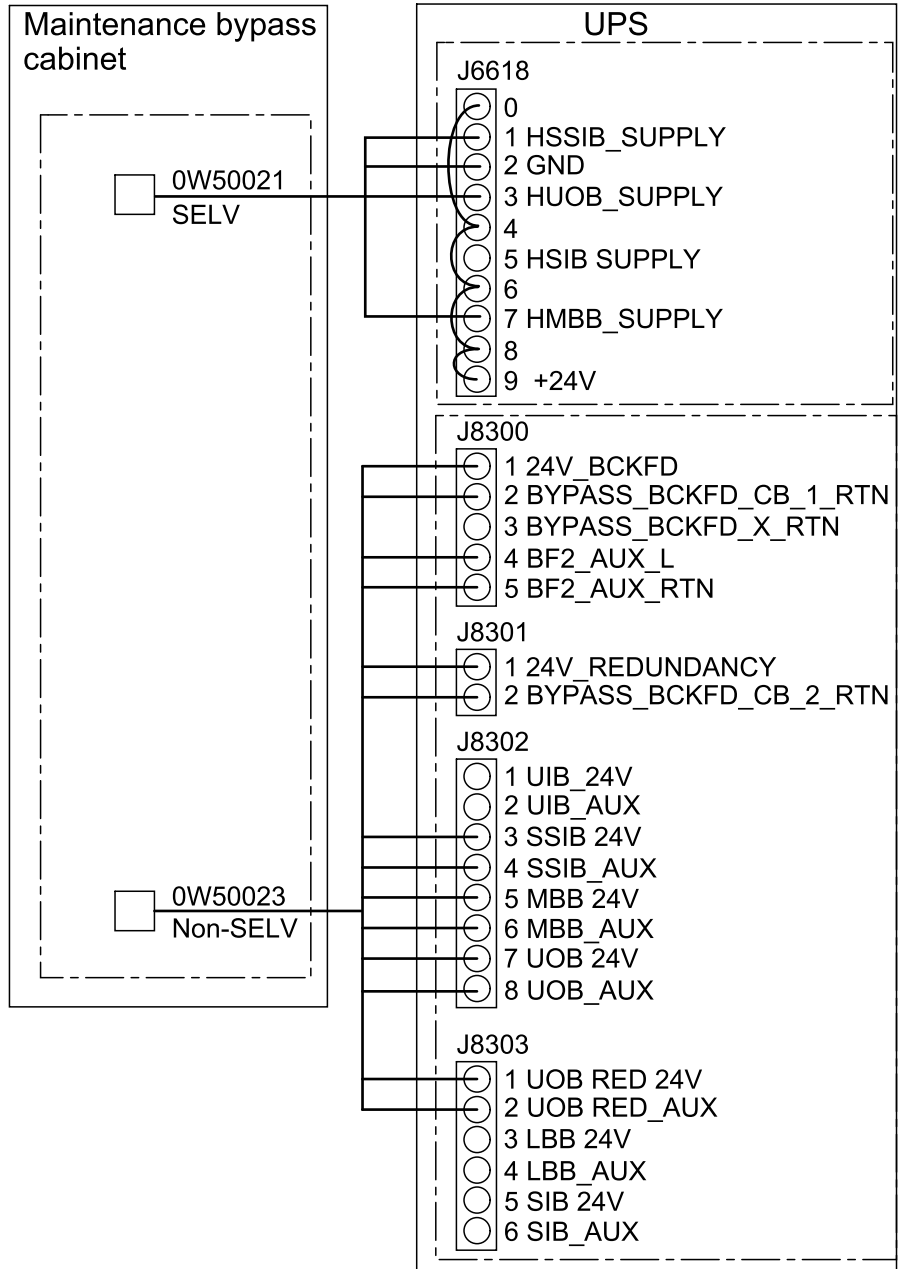 Maintenance bypass
cabinet
0W50021
SELV
0W50023
Non-SELV
UPS
J6618
0
1 HSSIB_SUPPLY
2 GND
3 HUOB_SUPPLY
4
5 HSIB SUPPLY
6
7 HMBB_SUPPLY
8
9 +24V
J8300
1 24V_BCKFD
2 BYPASS_BCKFD_CB_1_RTN
3 BYPASS_BCKFD_X_RTN
4 BF2_AUX_L
5 BF2_AUX_RTN
J8301
1 24V_REDUNDANCY
2 BYPASS_BCKFD_CB_2_RTN
J8302
1 UIB_24V
2 UIB_AUX
3 SSIB 24V
4 SSIB_AUX
5 MBB 24V
6 MBB_AUX
7 UOB 24V
8 UOB_AUX
J8303
1 UOB RED 24V
2 UOB RED_AUX
3 LBB 24V
4 LBB_AUX
5 SIB 24V
6 SIB_AUX